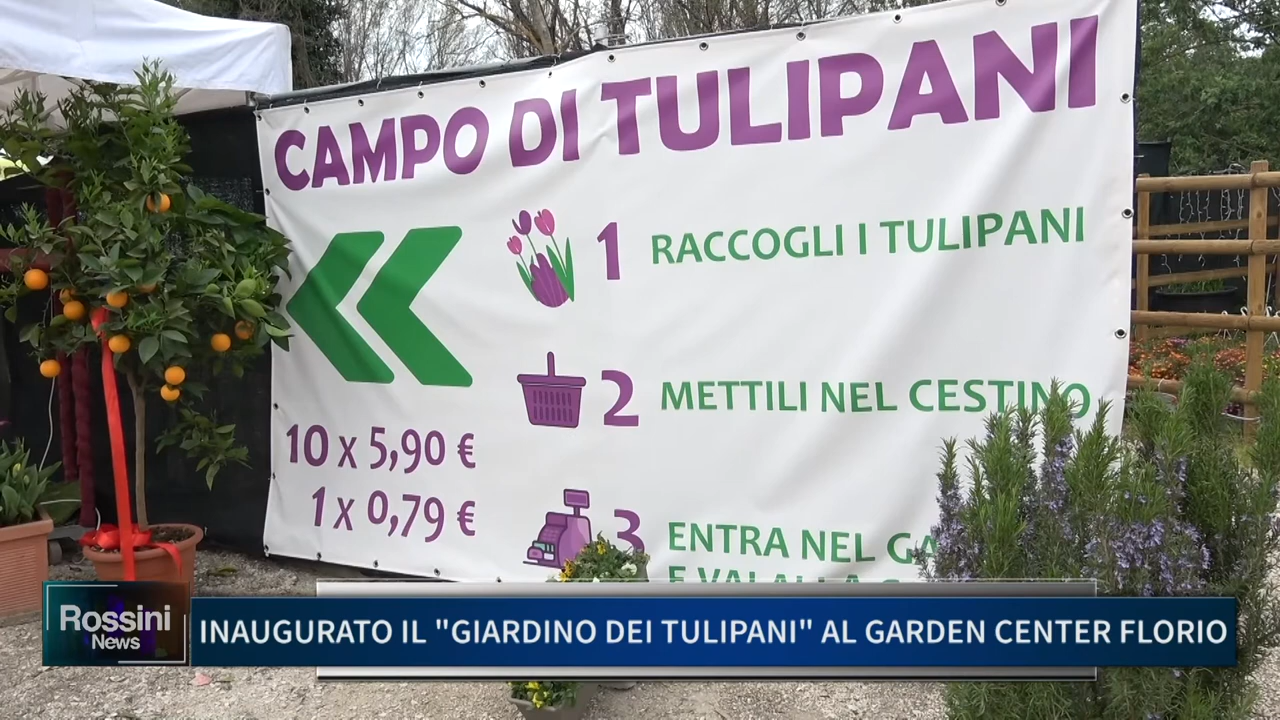 CAMPO DI TULIPANI
1 RACCOGLI I TULIPANI
2 METTILI NEL CESTINO
10 x 5,90 €
1 x 0,79 €
3 ENTRA NEL
Rossini
News
INAUGURATO IL "GIARDINO DEI TULIPANI" AL GARDEN CENTER FLORIO